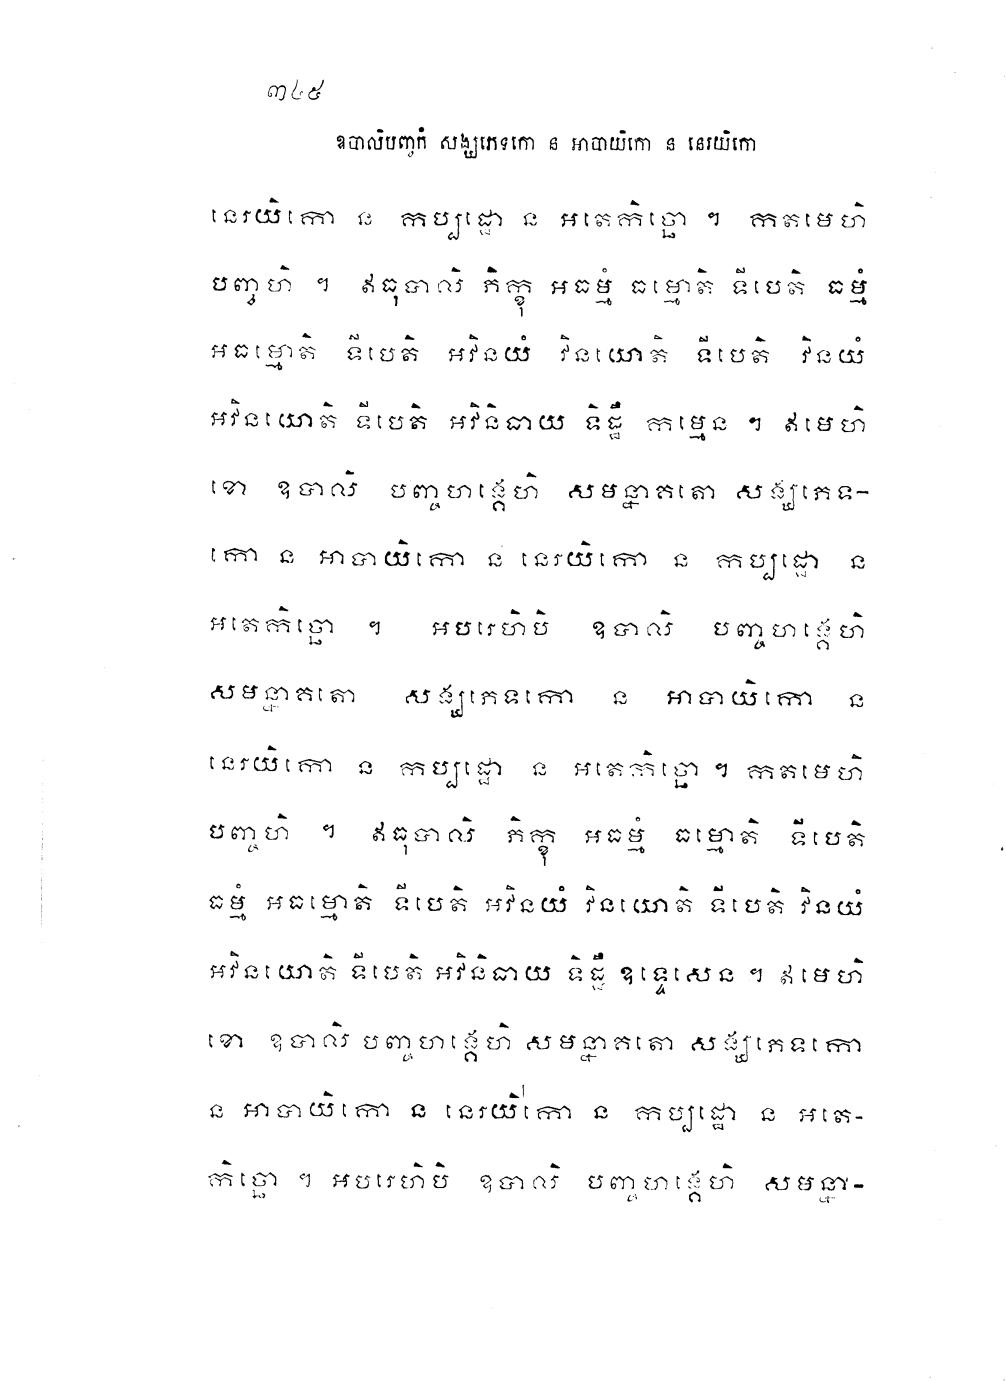 ៣៤៥
ឧបាលិបញ្ចកំ សង្ឃភេទកោ ន អាបាយិកោ ន នេរយិកោ
នេរយិកោ ន កប្បដ្ឋោ ន អតេកិច្ឆោ ។ កតមេហិ
បញ្ចហិ ។ ឥធុបាលិ ភិក្ខុ អធម្មំ ធម្មោតិ ទីបេតិ ធម្មំ
អធម្មោតិ ទីបេតិ អវិនយំ វិនយោតិ ទីបេតិ វិនយំ
អវិនយោតិ ទីបេតិ អវិនិធាយ ទិដ្ឋឹ កម្មេន ។ ឥមេហិ
ខោ ឧបាលិ បញ្ចហង្គេហិ សមន្នាគតោ សង្ឃភេទ-
កោ ន អាបាយិកោ ន នេរយិកោ ន កប្បដ្ឋោ ន
អតេកិច្ឆោ ។ អបរេហិបិ ឧបាលិ បញ្ចហង្គេហិ
សមន្នាគតោ សង្ឃភេទកោ ន អាបាយិកោ ន
នេរយិកោ ន កប្បដ្ឋោ ន អតេកិច្ឆោ ។ កតមេហិ
បញ្ចហិ ។ ឥធុបាលិ ភិក្ខុ អធម្មំ ធម្មោតិ ទីបេតិ
ធម្មំ អធម្មោតិ ទីបេតិ អវិនយំ វិនយោតិ ទីបេតិ វិនយំ
អវិនយោតិ ទីបេតិ អវិនិធាយ ទិដ្ឋឹ ឧទ្ទេសេន ។ ឥមេហិ
ខោ ឧបាលិ បញ្ចហង្គេហិ សមន្នាគតោ សង្ឃភេទកោ
ន អាបាយិកោ ន នេរយិកោ ន កប្បដ្ឋោ ន អតេ-
កិច្ឆោ ។ អបរេហិបិ ឧបាលិ បញ្ចហង្គេហិ សមន្នា-